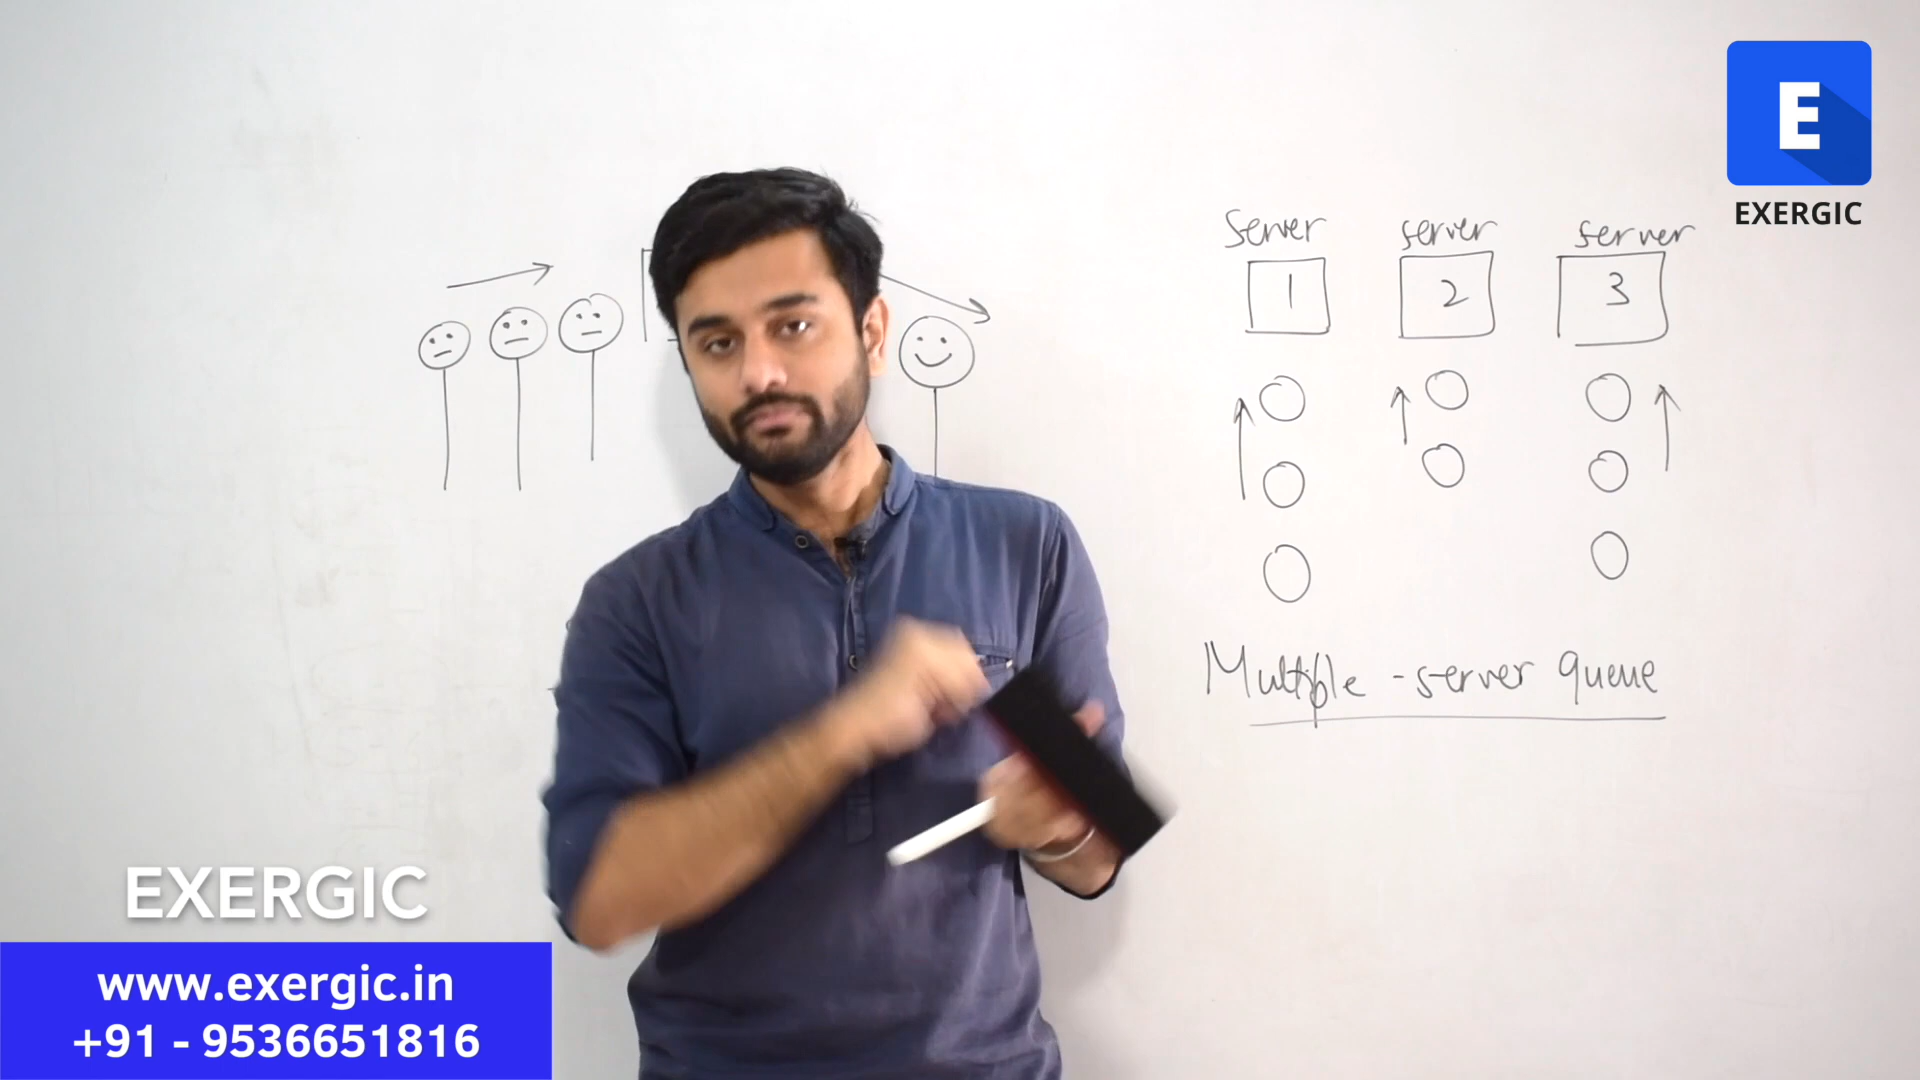 E
EXERGIC
Server server server
1 2 3
Multiple - server queue
EXERGIC
www.exergic.in
+91 - 9536651816